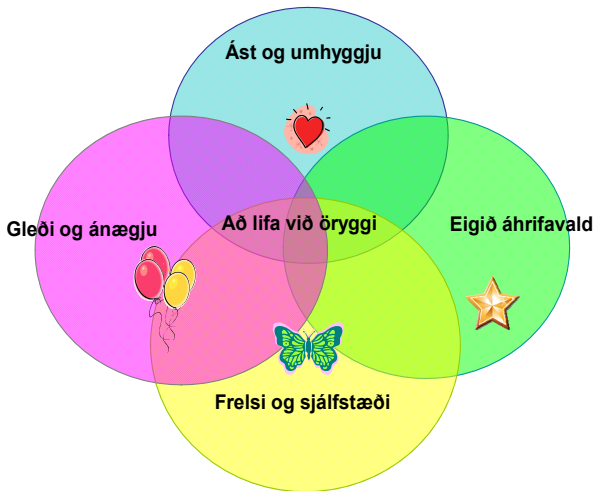 Ást og umhyggju
Að lifa við öryggi
Gleði og ánægju
Eigið áhrifavald
Frelsi og sjálfstæði